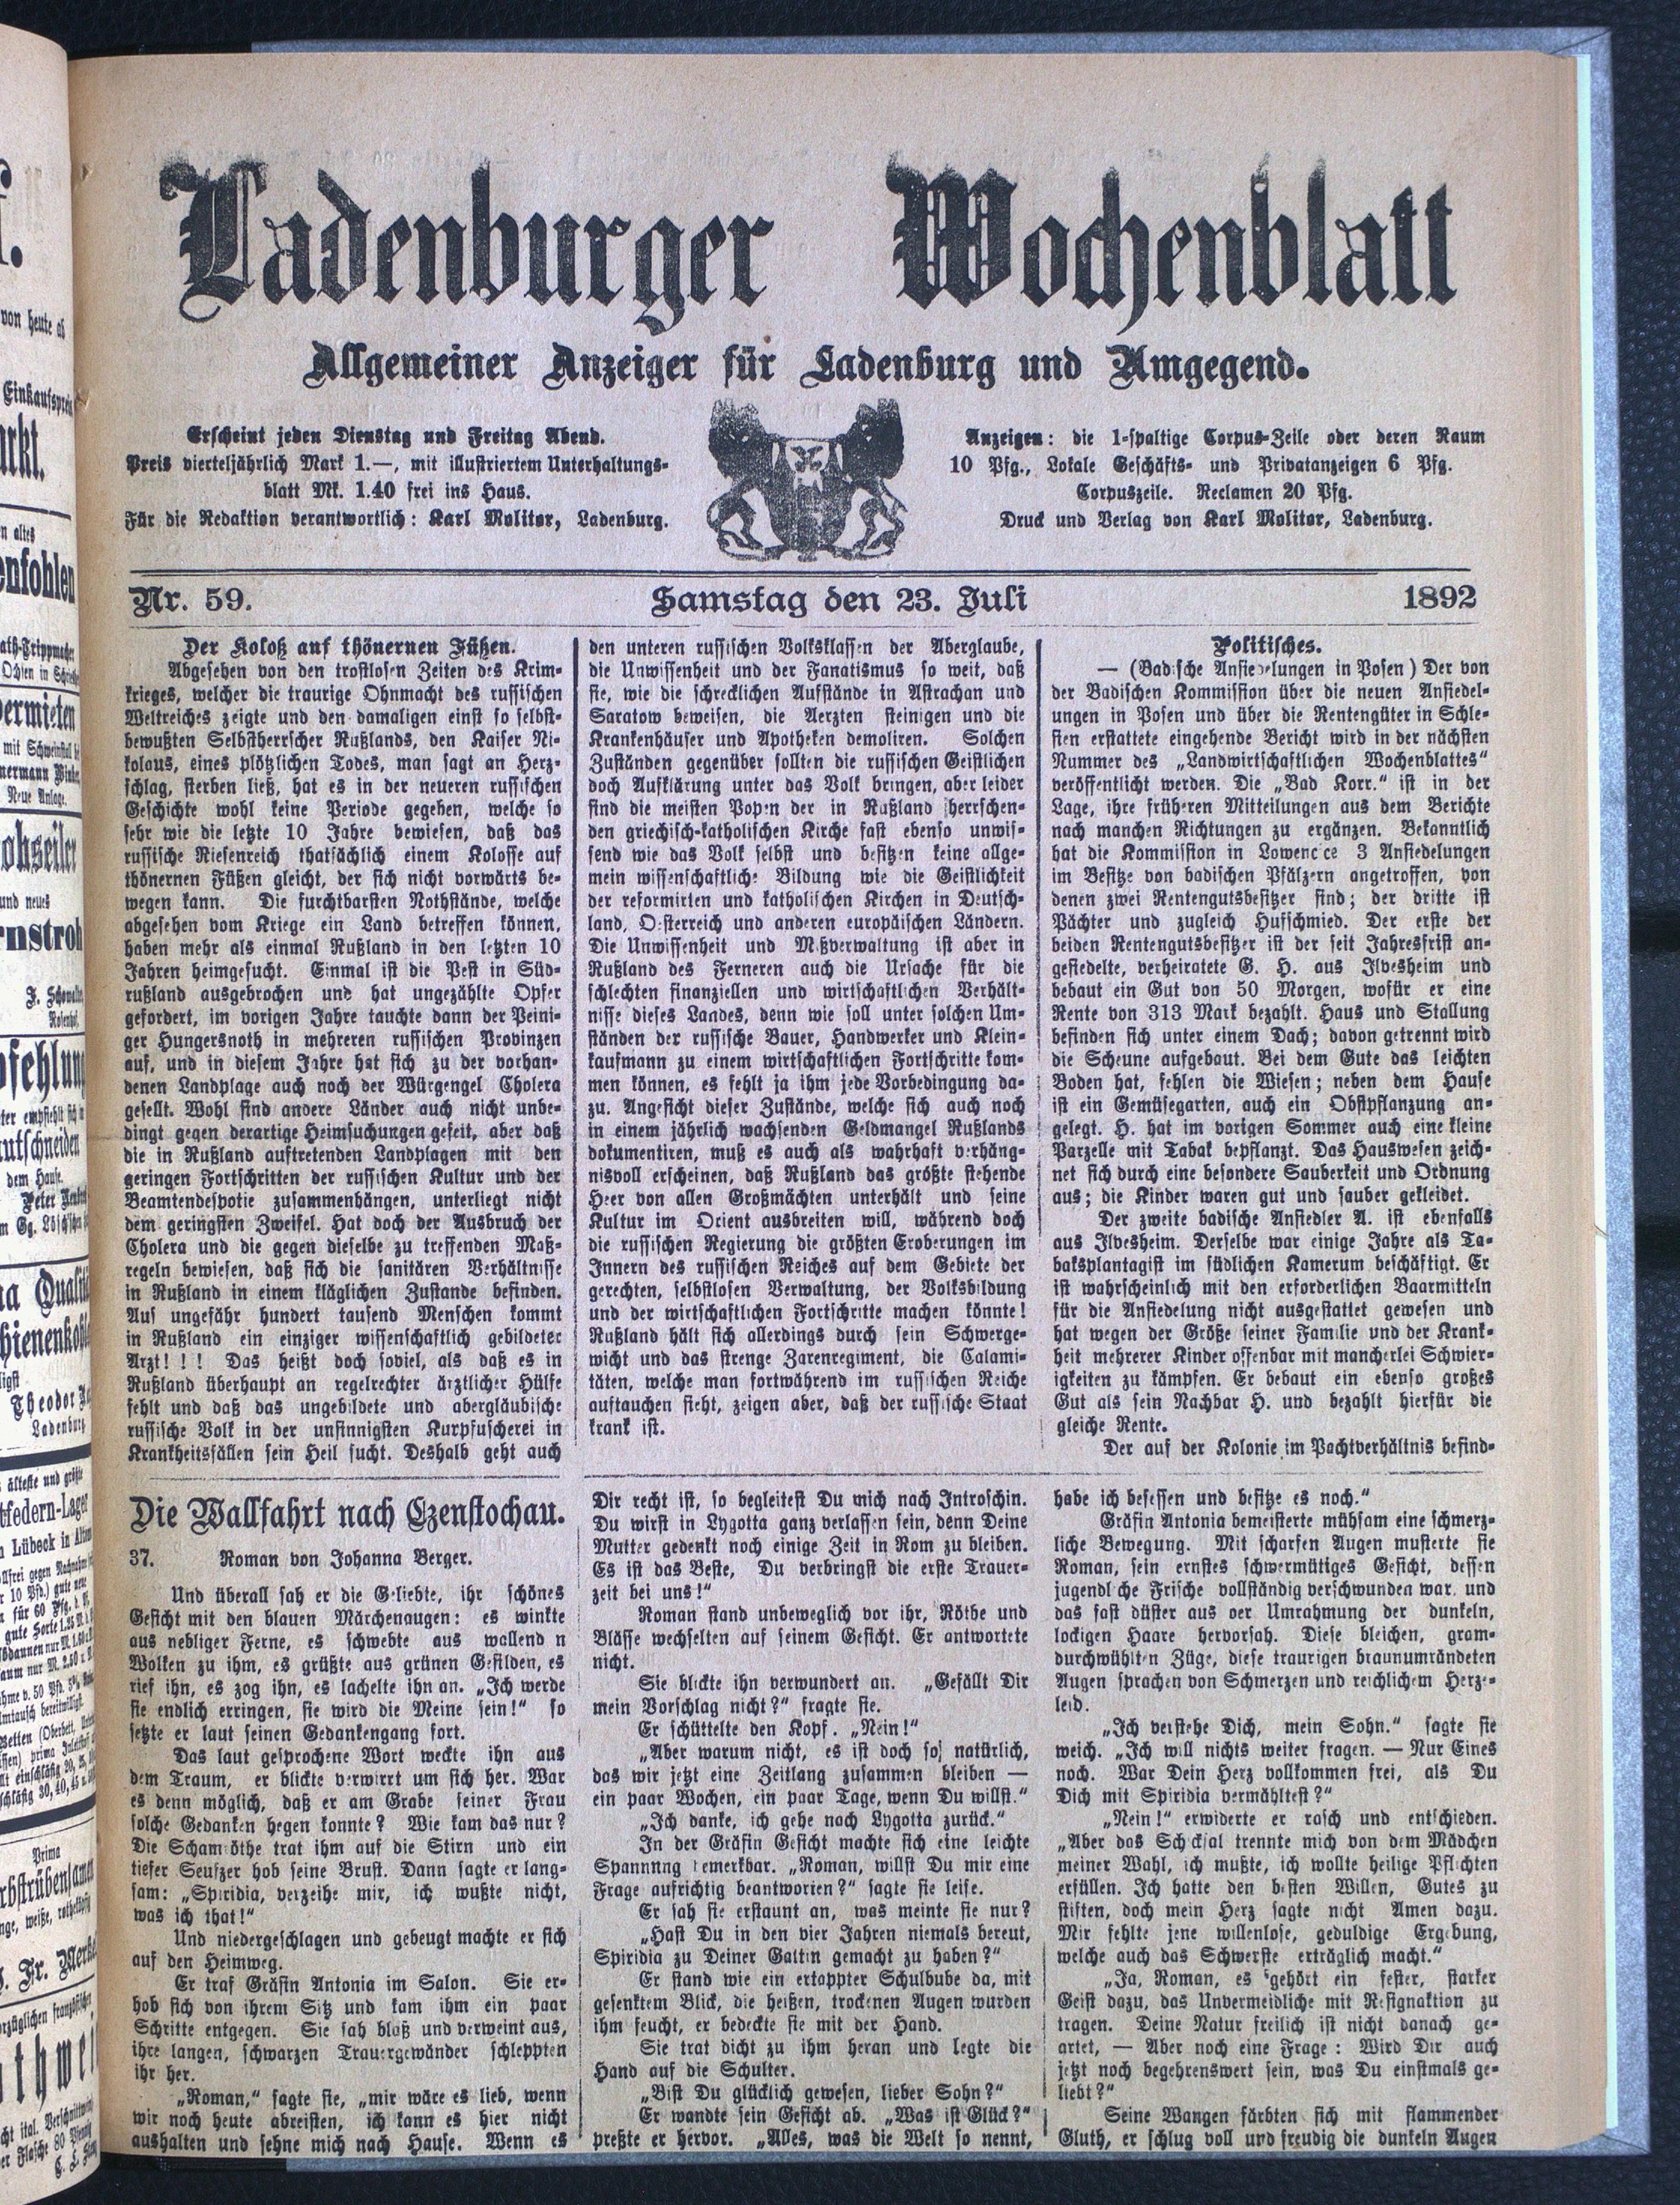 Ladenburger Wochenblatt
Allgemeiner Anzeiger für Ladenburg und Umgegend.
Erscheint jeden Dienstag und Freitag Abend.
Preis vierteljährlich Mark 1.—, mit illustriertem Unterhaltungs-
blatt Mk. 1.40 frei ins Haus.
Für die Redaktion verantwortlich: Karl Molitor, Ladenburg.
Anzeigen: die 1-spaltige Corpus-Zeile oder deren Raum
10 Pfg., Lokale Geschäfts- und Privatanzeigen 6 Pfg.
Corpuszeile. Reclamen 20 Pfg.
Druck und Verlag von Karl Molitor, Ladenburg.
Nr. 59. Samstag den 23. Juli 1892
Der Koloß auf thönernen Füßen.
Abgesehen von den trostlosen Zeiten des Krim-
krieges, welcher die traurige Ohnmacht des russischen
Weltreiches zeigte und den damaligen einst so selbst-
bewußten Selbstherrscher Rußlands, den Kaiser Ni-
kolaus, eines plötzlichen Todes, man sagt an Herz-
schlag, sterben ließ, hat es in der neueren russischen
Geschichte wohl keine Periode gegeben, welche so
sehr wie die letzte 10 Jahre bewiesen, daß das
russische Riesenreich thatsächlich einem Kolosse auf
thönernen Füßen gleicht, der sich nicht vorwärts be-
wegen kann. Die furchtbarsten Nothstände, welche
abgesehen vom Kriege ein Land betreffen können,
haben mehr als einmal Rußland in den letzten 10
Jahren heimgesucht. Einmal ist die Pest in Süd-
rußland ausgebrochen und hat ungezählte Opfer
gefordert, im vorigen Jahre tauchte dann der Peini-
ger Hungersnoth in mehreren russischen Provinzen
auf, und in diesem Jahre hat sich zu der vorhan-
denen Landplage auch noch der Würgengel Cholera
gesellt. Wohl sind andere Länder auch nicht unbe-
dingt gegen derartige Heimsuchungen gefeit, aber daß
die in Rußland auftretenden Landplagen mit den
geringen Fortschritten der russischen Kultur und der
Beamtendespotie zusammenhängen, unterliegt nicht
dem geringsten Zweifel. Hat doch der Ausbruch der
Cholera und die gegen dieselbe zu treffenden Maß-
regeln bewiesen, daß sich die sanitären Verhältnisse
in Rußland in einem kläglichen Zustande befinden.
Auf ungefähr hundert tausend Menschen kommt
in Rußland ein einziger wissenschaftlich gebildeter
Arzt! ! ! Das heißt doch soviel, als daß es in
Rußland überhaupt an regelrechter ärztlicher Hülfe
fehlt und daß das ungebildete und abergläubische
russische Volk in der unsinnigsten Kurpfuscherei in
Krankheitsfällen sein Heil sucht. Deshalb geht auch
den unteren russischen Volksklassen der Aberglaube,
die Unwissenheit und der Fanatismus so weit, daß
sie, wie die schrecklichen Aufstände in Astrachan und
Saratow beweisen, die Aerzten steinigen und die
Krankenhäuser und Apotheken demoliren. Solchen
Zuständen gegenüber sollten die russischen Geistlichen
doch Aufklärung unter das Volk bringen, aber leider
sind die meisten Popen der in Rußland herrschen-
den griechisch-katholischen Kirche fast ebenso unwis-
send wie das Volk selbst und besitzen keine allge-
mein wissenschaftliche Bildung wie die Geistlichkeit
der reformirten und katholischen Kirchen in Deutsch-
land, Oesterreich und anderen europäischen Ländern.
Die Unwissenheit und Mißverwaltung ist aber in
Rußland des Ferneren auch die Ursache für die
schlechten finanziellen und wirtschaftlichen Verhält-
nisse dieses Landes, denn wie soll unter solchen Um-
ständen der russische Bauer, Handwerker und Klein-
kaufmann zu einem wirtschaftlichen Fortschritte kom-
men können, es fehlt ja ihm jede Vorbedingung da-
zu. Angesicht dieser Zustände, welche sich auch noch
in einem jährlich wachsenden Geldmangel Rußlands
dokumentiren, muß es auch als wahrhaft verhäng-
nisvoll erscheinen, daß Rußland das größte stehende
Heer von allen Großmächten unterhält und seine
Kultur im Orient ausbreiten will, während doch
die russischen Regierung die größten Eroberungen im
Innern des russischen Reiches auf dem Gebiete der
gerechten, selbstlosen Verwaltung, der Volksbildung
und der wirtschaftlichen Fortschritte machen könnte!
Rußland hält sich allerdings durch sein Schwerge-
wicht und das strenge Zarenregiment, die Calami-
täten, welche man fortwährend im russischen Reiche
auftauchen sieht, zeigen aber, daß der russische Staat
krank ist.
Politisches.
— (Badische Ansiedelungen in Posen) Der von
der Badischen Kommission über die neuen Ansiedel-
ungen in Posen und über die Rentengüter in Schle-
sien erstattete eingehende Bericht wird in der nächsten
Nummer des „Landwirtschaftlichen Wochenblattes“
veröffentlicht werden. Die „Bad Korr.“ ist in der
Lage, ihre früheren Mitteilungen aus dem Berichte
nach manchen Richtungen zu ergänzen. Bekanntlich
hat die Kommission in 3 Ansiedelungen
im Besitze von badischen Pfälzern angetroffen, von
denen zwei Rentengutsbesitzer sind; der dritte ist
Pächter und zugleich Hufschmied. Der erste der
beiden Rentengutsbesitzer ist der seit Jahresfrist an-
gesiedelte, verheiratete G. H. aus Ilvesheim und
bebaut ein Gut von 50 Morgen, wofür er eine
Rente von 313 Mark bezahlt. Haus und Stallung
befinden sich unter einem Dach; davon getrennt wird
die Scheune aufgebaut. Bei dem Gute das leichten
Boden hat, fehlen die Wiesen; neben dem Hause
ist ein Gemüsegarten, auch ein Obstpflanzung an-
gelegt. H. hat im vorigen Sommer auch eine kleine
Parzelle mit Tabak bepflanzt. Das Hauswesen zeich-
net sich durch eine besondere Sauberkeit und Ordnung
aus; die Kinder waren gut und sauber gekleidet.
Der zweite badische Ansiedler A. ist ebenfalls
aus Ilvesheim. Derselbe war einige Jahre als Ta-
baksplantagist im südlichen Kamerum beschäftigt. Er
ist wahrscheinlich mit den erforderlichen Baarmitteln
für die Ansiedelung nicht ausgestattet gewesen und
hat wegen der Größe seiner Familie und der Krank-
heit mehrerer Kinder offenbar mit mancherlei Schwier-
igkeiten zu kämpfen. Er bebaut ein ebenso großes
Gut als sein Nachbar H. und bezahlt hierfür die
gleiche Rente.
Der auf der Kolonie im Pachtverhältnis befind-
Die Wallfahrt nach Czenstochau.
37. Roman von Johanna Berger.
Und überall sah er die Geliebte, ihr schönes
Gesicht mit den blauen Märchenaugen: es winkte
aus nebliger Ferne, es schwebte aus wallend n
Wolken zu ihm, es grüßte aus grünen Gefilden, es
rief ihn, es zog ihn, es lachelte ihn an. „Ich werde
sie endlich erringen, sie wird die Meine sein!“ so
setzte er laut seinen Gedankengang fort.
Das laut gesprochene Wort weckte ihn aus
dem Traum, er blickte verwirrt um sich her. War
es denn möglich, daß er am Grabe seiner Frau
solche Gedanken hegen konnte? Wie kam das nur?
Die Schamröthe trat ihm auf die Stirn und ein
tiefer Seufzer hob seine Brust. Dann sagte er lang-
sam: „Spiridia, verzeihe mir, ich wußte nicht,
was ich that!“
Und niedergeschlagen und gebeugt machte er sich
auf den Heimweg.
Er traf Gräfin Antonia im Salon. Sie er-
hob sich von ihrem Sitz und kam ihm ein paar
Schritte entgegen. Sie sah blaß und verweint aus,
ihre langen, schwarzen Trauergewänder schleppten
ihr her.
„Roman,“ sagte sie, „mir wäre es lieb, wenn
wir noch heute abreisten, ich kann es hier nicht
aushalten und sehne mich nach Hause. Wenn es
Dir recht ist, so begleitest Du mich nach Introschin.
Du wirst in Lygotta ganz verlassen sein, denn Deine
Mutter gedenkt noch einige Zeit in Rom zu bleiben.
Es ist das Beste, Du verbringst die erste Trauer-
zeit bei uns!“
Roman stand unbeweglich vor ihr, Röthe und
Blässe wechselten auf seinem Gesicht. Er antwortete
nicht.
Sie blickte ihn verwundert an. „Gefällt Dir
mein Vorschlag nicht?“ fragte sie.
Er schüttelte den Kopf. „Nein!“
„Aber warum nicht, es ist doch so natürlich,
das wir jetzt eine Zeitlang zusammen bleiben —
ein paar Wochen, ein paar Tage, wenn Du willst.“
„Ich danke, ich gehe nach Lygotta zurück.“
In der Gräfin Gesicht machte sich eine leichte
Spannnng bemerkbar. „Roman, willst Du mir eine
Frage aufrichtig beantworten?“ sagte sie leise.
Er sah sie erstaunt an, was meinte sie nur?
„Hast Du in den vier Jahren niemals bereut,
Spiridia zu Deiner Gattin gemacht zu haben?“
Er stand wie ein ertappter Schulbube da, mit
gesenktem Blick, die heißen, trockenen Augen wurden
ihm feucht, er bedeckte sie mit der Hand.
Sie trat dicht zu ihm heran und legte die
Hand auf die Schulter.
„Bist Du glücklich gewesen, lieber Sohn?“
Er wandte sein Gesicht ab. „Was ist Glück?“
preßte er hervor. „Alles, was die Welt so nennt,
habe ich besessen und besitze es noch.“
Gräfin Antonia bemeisterte mühsam eine schmerz-
liche Bewegung. Mit scharfen Augen musterte sie
Roman, sein ernstes schwermütiges Gesicht, dessen
jugendliche Frische vollständig verschwunden war, und
das fast düster aus der Umrahmung der dunkeln,
lockigen Haare hervorsah. Diese bleichen, gram-
durchwühlten Züge, diese traurigen braunumrändeten
Augen sprachen von Schmerzen und reichlichem Herze-
leid.
„Ich verstehe Dich, mein Sohn.“ sagte sie
weich. „Ich will nichts weiter fragen. — Nur Eines
noch. War Dein Herz vollkommen frei, als Du
Dich mit Spiridia vermähltest?“
„Nein!“ erwiderte er rasch und entschieden.
„Aber das Schicksal trennte mich von dem Mädchen
meiner Wahl, ich mußte, ich wollte heilige Pflichten
erfüllen. Ich hatte den besten Willen, Gutes zu
stiften, doch mein Herz sagte nicht Amen dazu.
Mir fehlte jene willenlose, geduldige Ergebung,
welche auch das Schwerste erträglich macht.“
„Ja, Roman, es gehört ein fester, starker
Geist dazu, das Unvermeidliche mit Resignaktion zu
tragen. Deine Natur freilich ist nicht danach ge-
artet, — Aber noch eine Frage: Wird Dir auch
jetzt noch begehrenswert sein, was Du einstmals ge-
liebt?“
Seine Wangen färbten sich mit flammender
Gluth, er schlug voll und freudig die dunkeln Augen